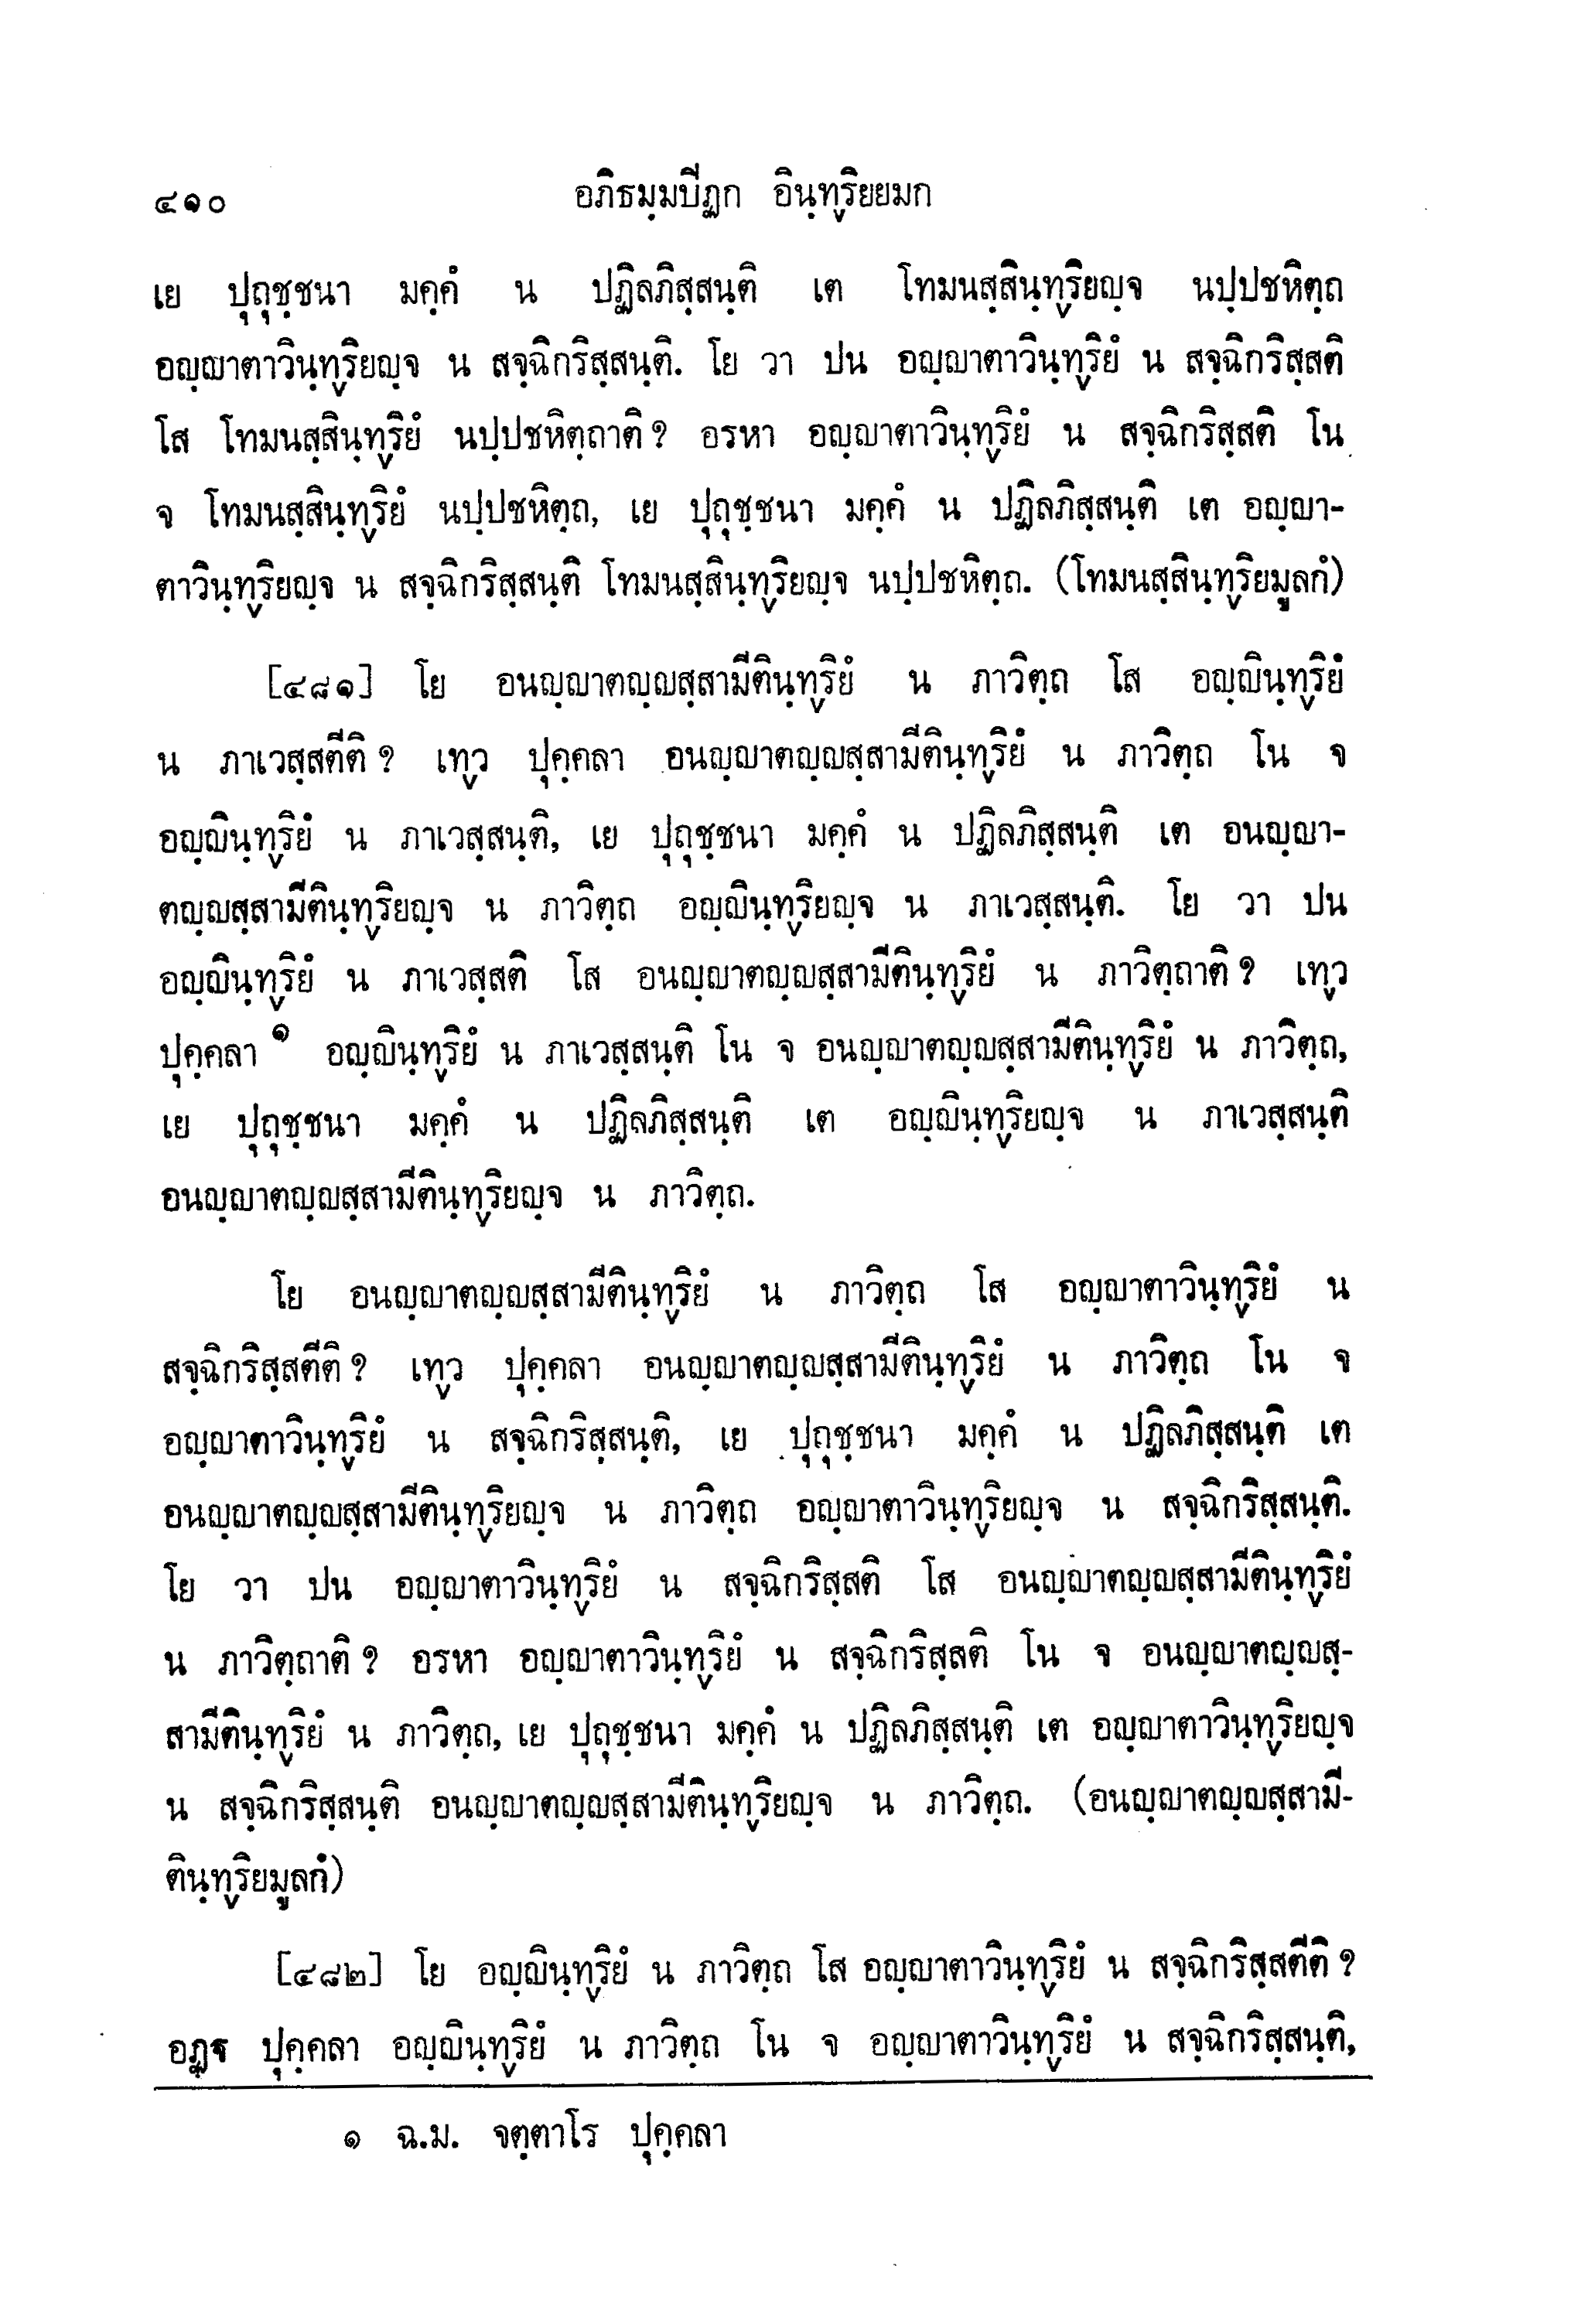 ๔๑๐ อภิธมฺมปิฏก อินฺทฺริยยมก
เย ปุถุชฺชนา มคฺคํ น ปฏิลภิสฺสนฺติ เต โทมนสฺสินฺทฺริยญฺจ นปฺปชหิตฺถ
อญฺญาตาวินฺทฺริยญฺจ น สจฺฉิกริสฺสนฺติ. โย วา ปน อญฺญาตาวินฺทฺริยํ น สจฺฉิกริสฺสติ
โส โทมนสฺสินฺทฺริยํ นปฺปชหิตฺถาติ ? อรหา อญฺญาตาวินฺทฺริยํ น สจฺฉิกริสฺสติ โน
จ โทมนสฺสินฺทฺริยํ นปฺปชหิตฺถ, เย ปุถุชฺชนา มคฺคํ น ปฏิลภิสฺสนฺติ เต อญฺญา-
ตาวินฺทฺริยญฺจ น สจฺฉิกริสฺสนฺติ โทมนสฺสินฺทฺริยญฺจ นปฺปชหิตฺถ. (โทมนสฺสินฺทฺริยมูลกํ)
[๔๘๑] โย อนญฺญาตญฺญสฺสามีตินฺทฺริยํ น ภาวิตฺถ โส อญฺญินฺทฺริยํ
น ภาเวสฺสตีติ ? เทฺว ปุคฺคลา อนญฺญาตญฺญสฺสามีตินฺทฺริยํ น ภาวิตฺถ โน จ
อญฺญินฺทฺริยํ น ภาเวสฺสนฺติ, เย ปุถุชฺชนา มคฺคํ น ปฏิลภิสฺสนฺติ เต อนญฺญา-
ตญฺญสฺสามีตินฺทฺริยญฺจ น ภาวิตฺถ อญฺญินฺทฺริยญฺจ น ภาเวสฺสนฺติ. โย วา ปน
อญฺญินฺทฺริยํ น ภาเวสฺสติ โส อนญฺญาตญฺญสฺสามีตินฺทฺริยํ น ภาวิตฺถาติ ? เทฺว
ปุคฺคลา ๑ อญฺญินฺทฺริยํ น ภาเวสฺสนฺติ โน จ อนญฺญาตญฺญสฺสามีตินฺทฺริยํ น ภาวิตฺถ,
เย ปุถุชฺชนา มคฺคํ น ปฏิลภิสฺสนฺติ เต อญฺญินฺทฺริยญฺจ น ภาเวสฺสนฺติ
อนญฺญาตญฺญสฺสามีตินฺทฺริยญฺจ น ภาวิตฺถ.
โย อนญฺญาตญฺญสฺสามีตินฺทฺริยํ น ภาวิตฺถ โส อญฺญาตาวินฺทฺริยํ น
สจฺฉิกริสฺสตีติ ? เทฺว ปุคฺคลา อนญฺญาตญฺญสฺสามีตินฺทฺริยํ น ภาวิตฺถ โน จ
อญฺญาตาวินฺทฺริยํ น สจฺฉิกริสฺสนฺติ, เย ปุถุชฺชนา มคฺคํ น ปฏิลภิสฺสนฺติ เต
อนญฺญาตญฺญสฺสามีตินฺทฺริยญฺจ น ภาวิตฺถ อญฺญาตาวินฺทฺริยญฺจ น สจฺฉิกริสฺสนฺติ.
โย วา ปน อญฺญาตาวินฺทฺริยํ น สจฺฉิกริสฺสติ โส อนญฺญาตญฺญสฺสามีตินฺทฺริยํ
น ภาวิตฺถาติ ? อรหา อญฺญาตาวินฺทฺริยํ น สจฺฉิกริสฺสติ โน จ อนญฺญาตญฺญสฺ-
สามีตินฺทฺริยํ น ภาวิตฺถ, เย ปุถุชฺชนา มคฺคํ น ปฏิลภิสฺสนฺติ เต อญฺญาตาวินฺทฺริยญฺจ
น สจฺฉิกริสฺสนฺติ อนญฺญาตญฺญสฺสามีตินฺทฺริยญฺจ น ภาวิตฺถ. (อนญฺญาตญฺญสฺสามี-
ตินฺทฺริยมูลกํ)
[๔๘๒] โย อญฺญินฺทฺริยํ น ภาวิตฺถ โส อญฺญาตาวินฺทฺริยํ น สจฺฉิกริสฺสตีติ ?
อฏฺฐ ปุคฺคลา อญฺญินฺทฺริยํ น ภาวิตฺถ โน จ อญฺญาตาวินฺทฺริยํ น สจฺฉิกริสฺสนฺติ,
๑ ฉ.ม. จตฺตาโร ปุคฺคลา